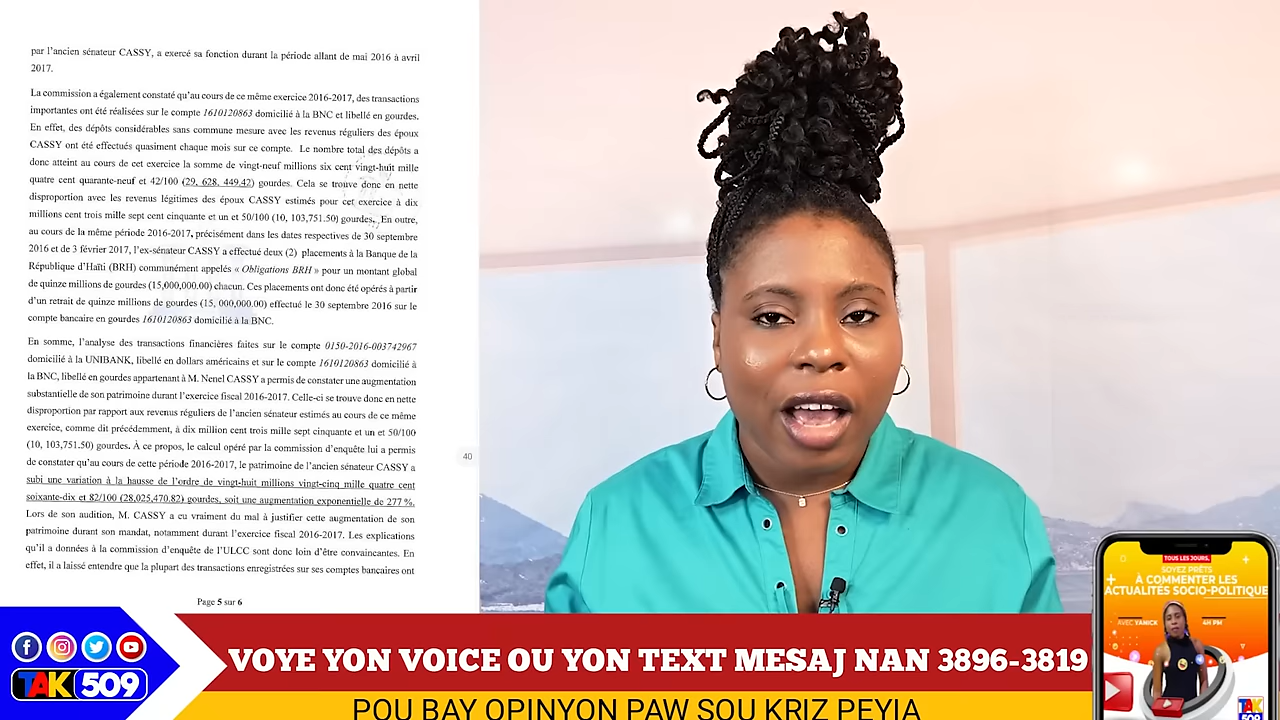 par l'ancien sénateur CASSY, a exercé sa fonction durant la période allant de mai 2016 à avril
2017.
La commission a également constaté qu'au cours de ce même exercice 2016-2017, des transactions
importantes ont été réalisées sur le compte 1610120863 domicilié à la BNC et libellé en gourdes.
En effet, des dépôts considérables sans commune mesure avec les revenus réguliers des époux
CASSY ont été effectués quasiment chaque mois sur ce compte. Le nombre total des dépôts a
donc atteint au cours de cet exercice la somme de vingt-neuf millions six cent vingt-huit mille
quatre cent quarante-neuf et 42/100 (29, 628, 449.42) gourdes. Cela se trouve donc en nette
disproportion avec les revenus légitimes des époux CASSY estimés pour cet exercice à dix
millions cent trois mille sept cent cinquante et un et 50/100 (10, 103,751.50) gourdes. En outre,
au cours de la même période 2016-2017, précisément dans les dates respectives de 30 septembre
2016 et de 3 février 2017, l'ex-sénateur CASSY a effectué deux (2) placements à la Banque de la
République d'Haïti (BRH) communément appelés « Obligations BRH » pour un montant global
de quinze millions de gourdes (15,000,000.00) chacun. Ces placements ont donc été opérés à partir
d'un retrait de quinze millions de gourdes (15, 000,000.00) effectué le 30 septembre 2016 sur le
compte bancaire en gourdes 1610120863 domicilié à la BNC.
En somme, l'analyse des transactions financières faites sur le compte 0150-2016-003742967
domicilié à la UNIBANK, libellé en dollars américains et sur le compte 1610120863 domicilié à
la BNC, libellé en gourdes appartenant à M. Nenel CASSY a permis de constater une augmentation
substantielle de son patrimoine durant l'exercice fiscal 2016-2017. Celle-ci se trouve donc en nette
disproportion par rapport aux revenus réguliers de l'ancien sénateur estimés au cours de ce même
exercice, comme dit précédemment, à dix million cent trois mille sept cent cinquante et un et 50/100
(10, 103,751.50) gourdes. À ce propos, le calcul opéré par la commission d'enquête lui a permis
de constater qu'au cours de cette période 2016-2017, le patrimoine de l'ancien sénateur CASSY a
subi une variation à la hausse de l'ordre de vingt-huit millions vingt-cinq mille quatre cent
soixante-dix et 82/100 (28,025,470.82) gourdes, soit une augmentation exponentielle de 277 %.
Lors de son audition, M. CASSY a eu vraiment du mal à justifier cette augmentation de son
patrimoine durant son mandat, notamment durant l'exercice fiscal 2016-2017. Les explications
qu'il a données à la commission d'enquête de l'ULCC sont donc loin d'être convaincantes. En
effet, il a laissé entendre que la plupart des transactions enregistrées sur ses comptes bancaires ont
Page 5 sur 6
40
TAK 509
VOYE YON VOICE OU YON TEXT MESAJ NAN 3896-3819
POU BAY OPINYON PAW SOU KRIZ PEYIA
TOUS LES JOURS,
SOYEZ PRÊTS
À COMMENTER LES
ACTUALITÉS SOCIO-POLITIQUE
AVEC YANICK
4H PM
TAK
509